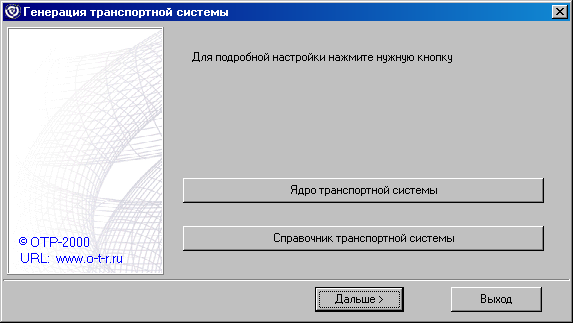 Генерация транспортной системы
Для подробной настройки нажмите нужную кнопку
Ядро транспортной системы
Справочник транспортной системы
© ОТР-2000
URL: www.o-t-r.ru
Дальше >
Выход